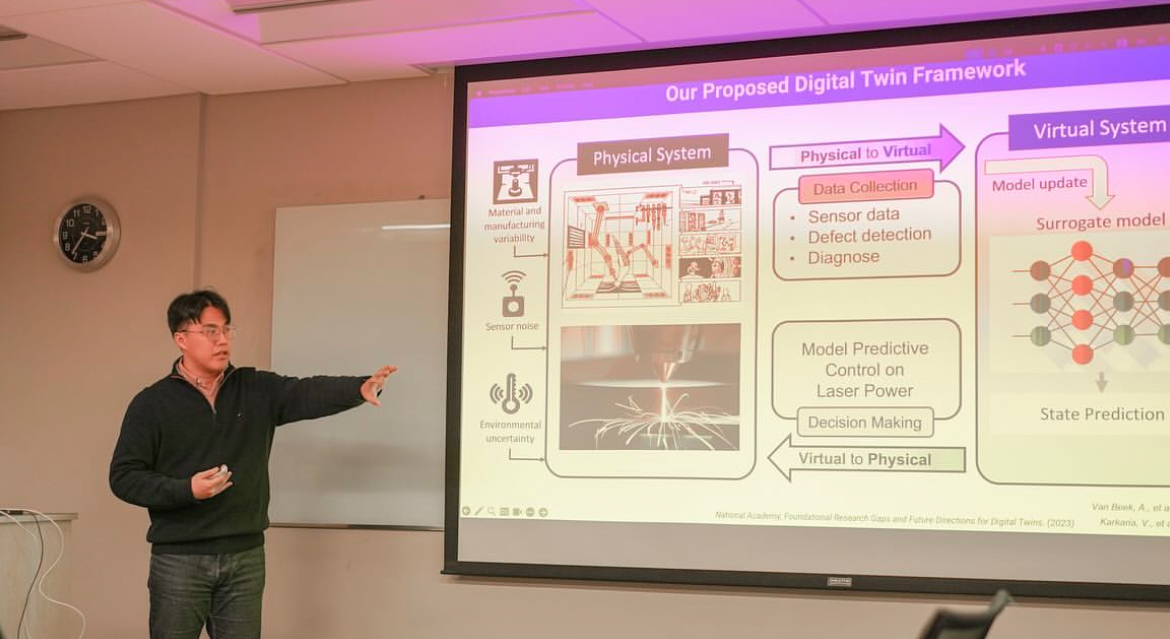 Our Proposed Digital Twin Framework
Material and
manufacturing
variability
Sensor noise
Environmental
uncertainty
Physical System
Physical to Virtual
Data Collection
• Sensor data
• Defect detection
• Diagnose
Model Predictive
Control on
Laser Power
Decision Making
Virtual to Physical
Virtual System
Model update
Surrogate model
State Prediction
National Academy, Foundational Research Gaps and Future Directions for Digital Twins. (2023)
Van Beek, A., et a
Karkaria, V., et a